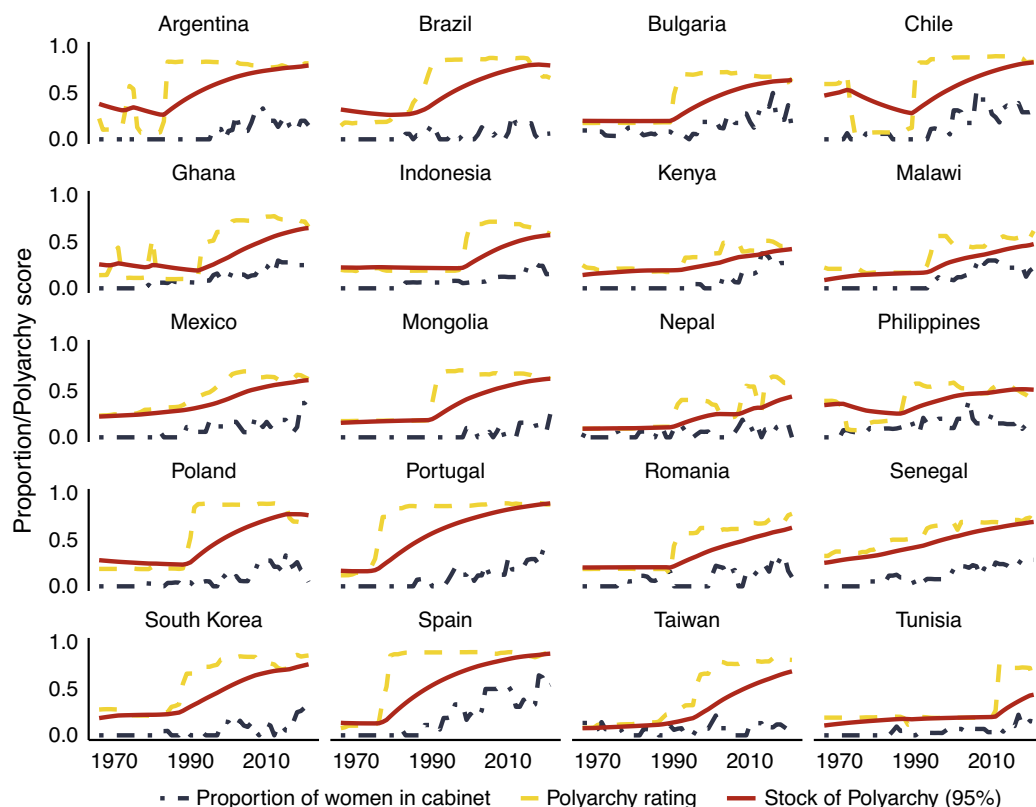 Argentina Brazil Bulgaria Chile
1.0
0.5
0.0
Ghana Indonesia Kenya Malawi
1.0
0.5
0.0
Mexico Mongolia Nepal Philippines
1.0
0.5
0.0
Poland Portugal Romania Senegal
1.0
0.5
0.0
South Korea Spain Taiwan Tunisia
1.0
0.5
0.0
1970 1990 2010 1970 1990 2010 1970 1990 2010 1970 1990 2010
Proportion/Polyarchy score
Proportion of women in cabinet Polyarchy rating Stock of Polyarchy (95%)